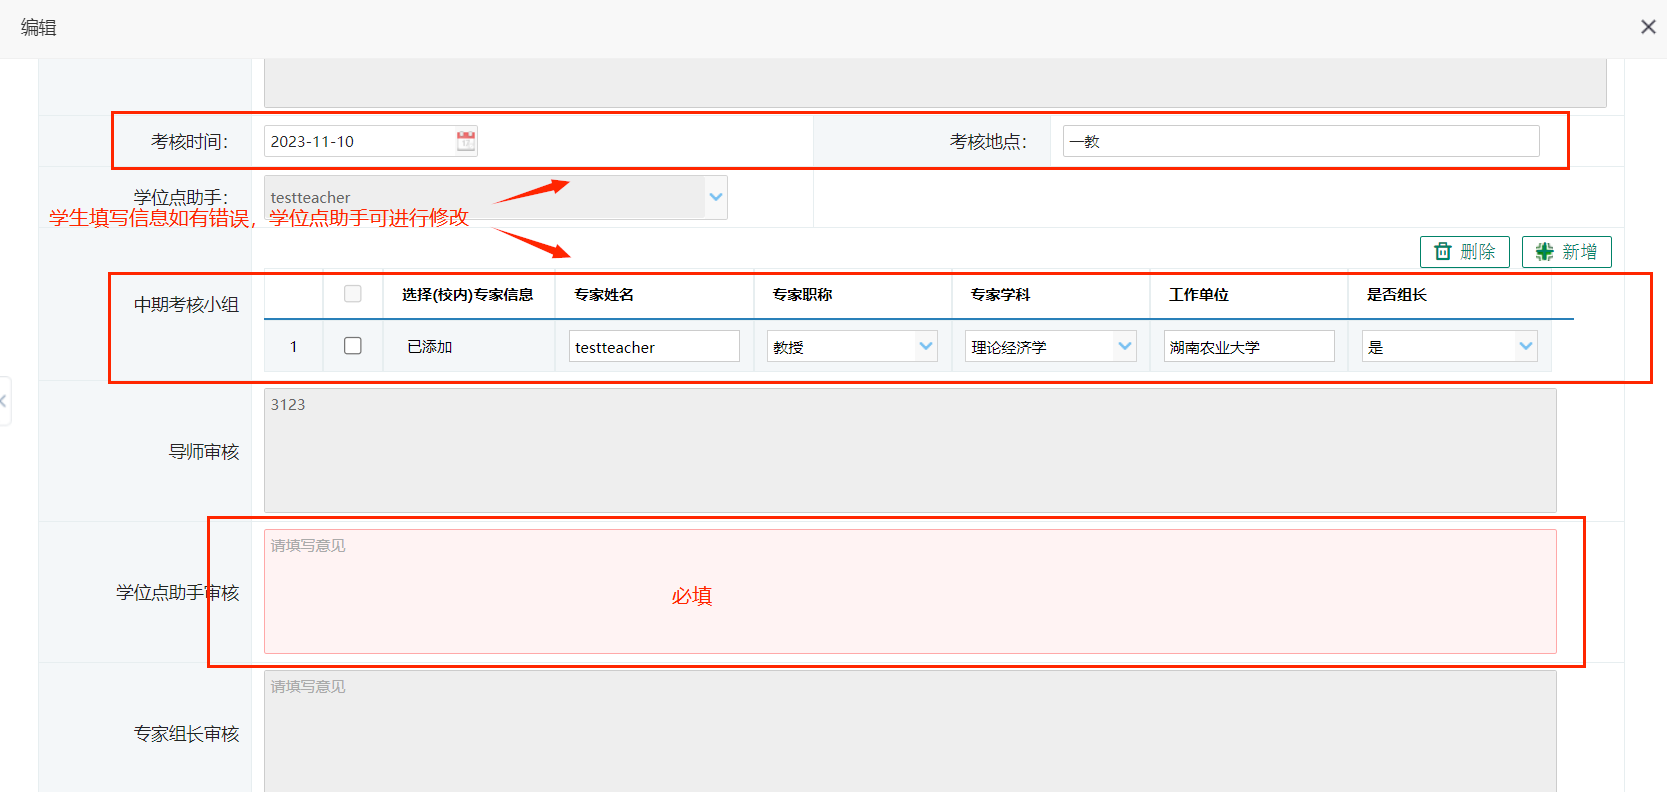 编辑
考核时间：
2023-11-10
考核地点：
一教
学位点助手：
testteacher
学生填写信息如有错误，学位点助手可进行修改
删除
新增
中期考核小组
选择(校内)专家信息 专家姓名 专家职称 专家学科 工作单位 是否组长
1 已添加 testteacher 教授 理论经济学 湖南农业大学 是
导师审核
3123
学位点助手审核
请填写意见
必填
专家组长审核
请填写意见